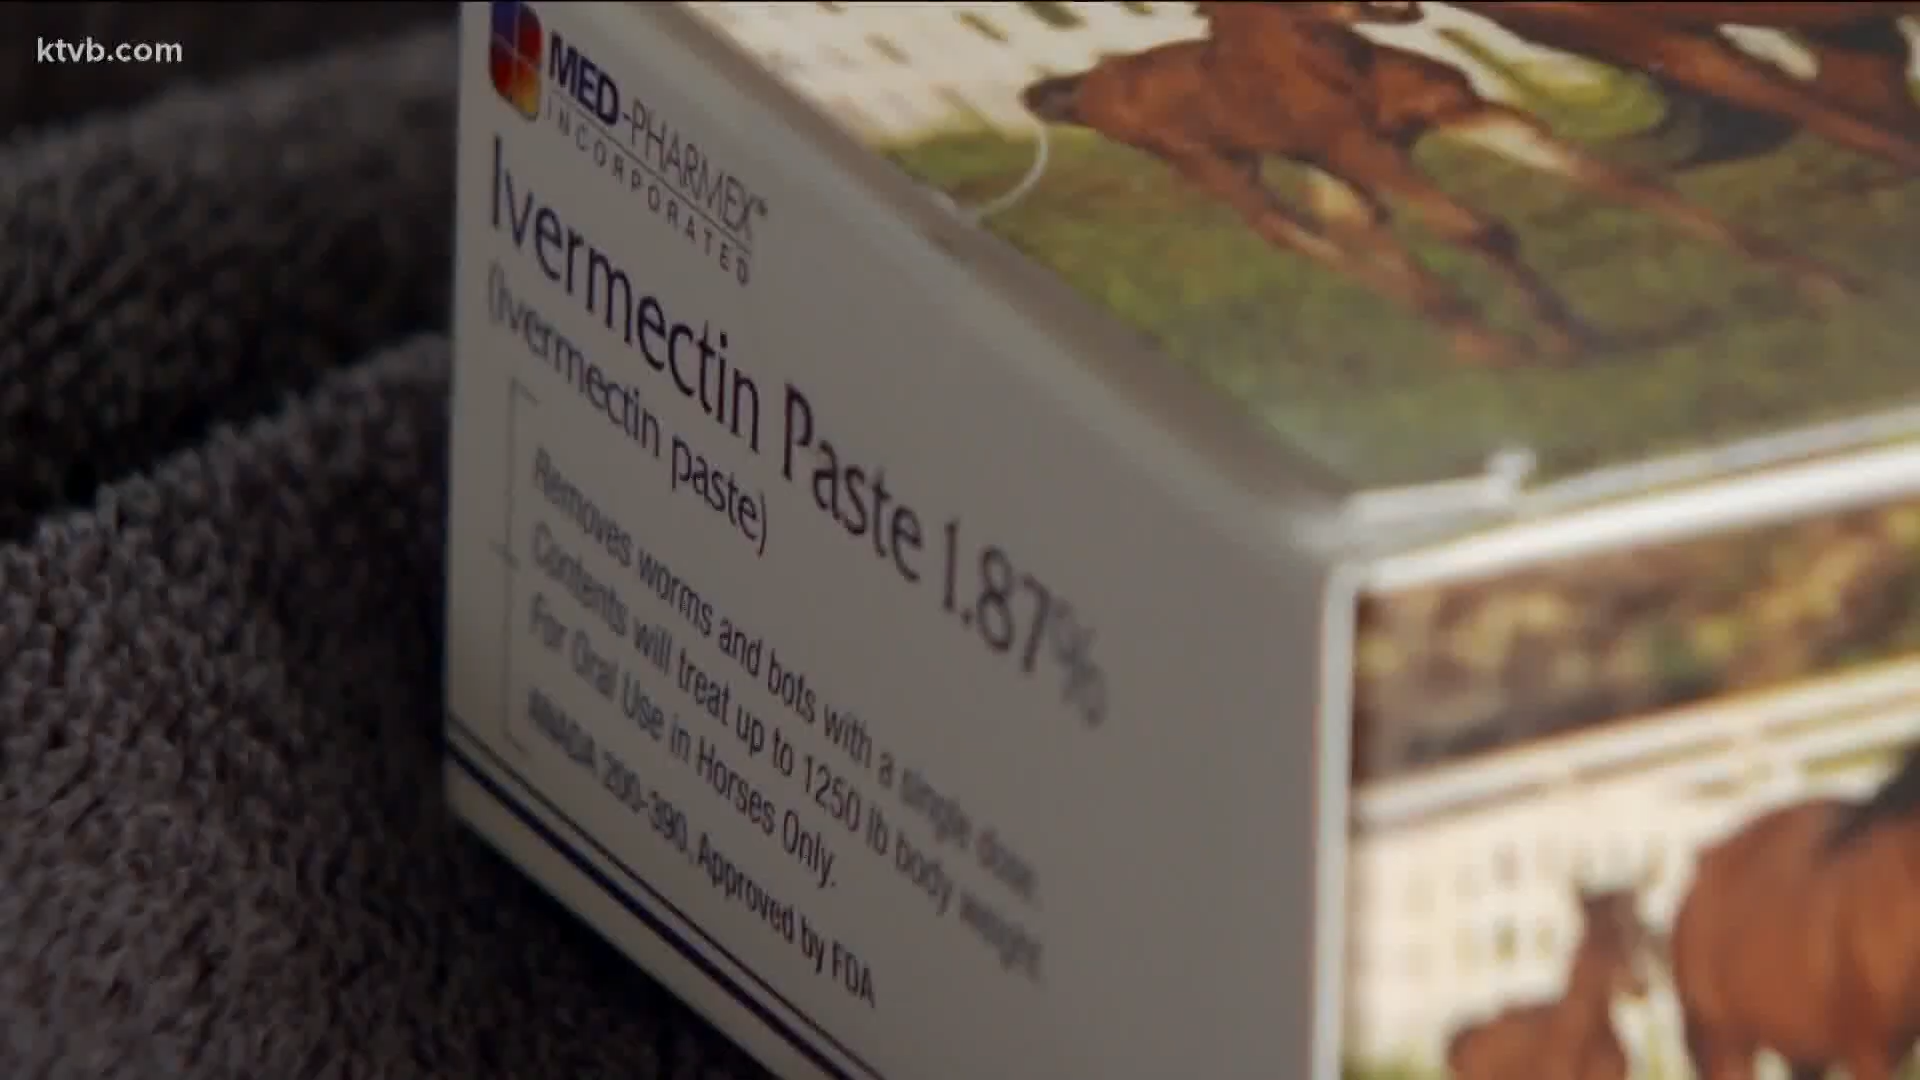 ktvb.com
MED-PHARMEX™
INCORPORATED
Ivermectin Paste 1.87%
(ivermectin paste)
Removes worms and bots with a single dose.
Contents will treat up to 1250 lb body weight.
For Oral Use in Horses Only.
ANADA 200-390, Approved by FDA